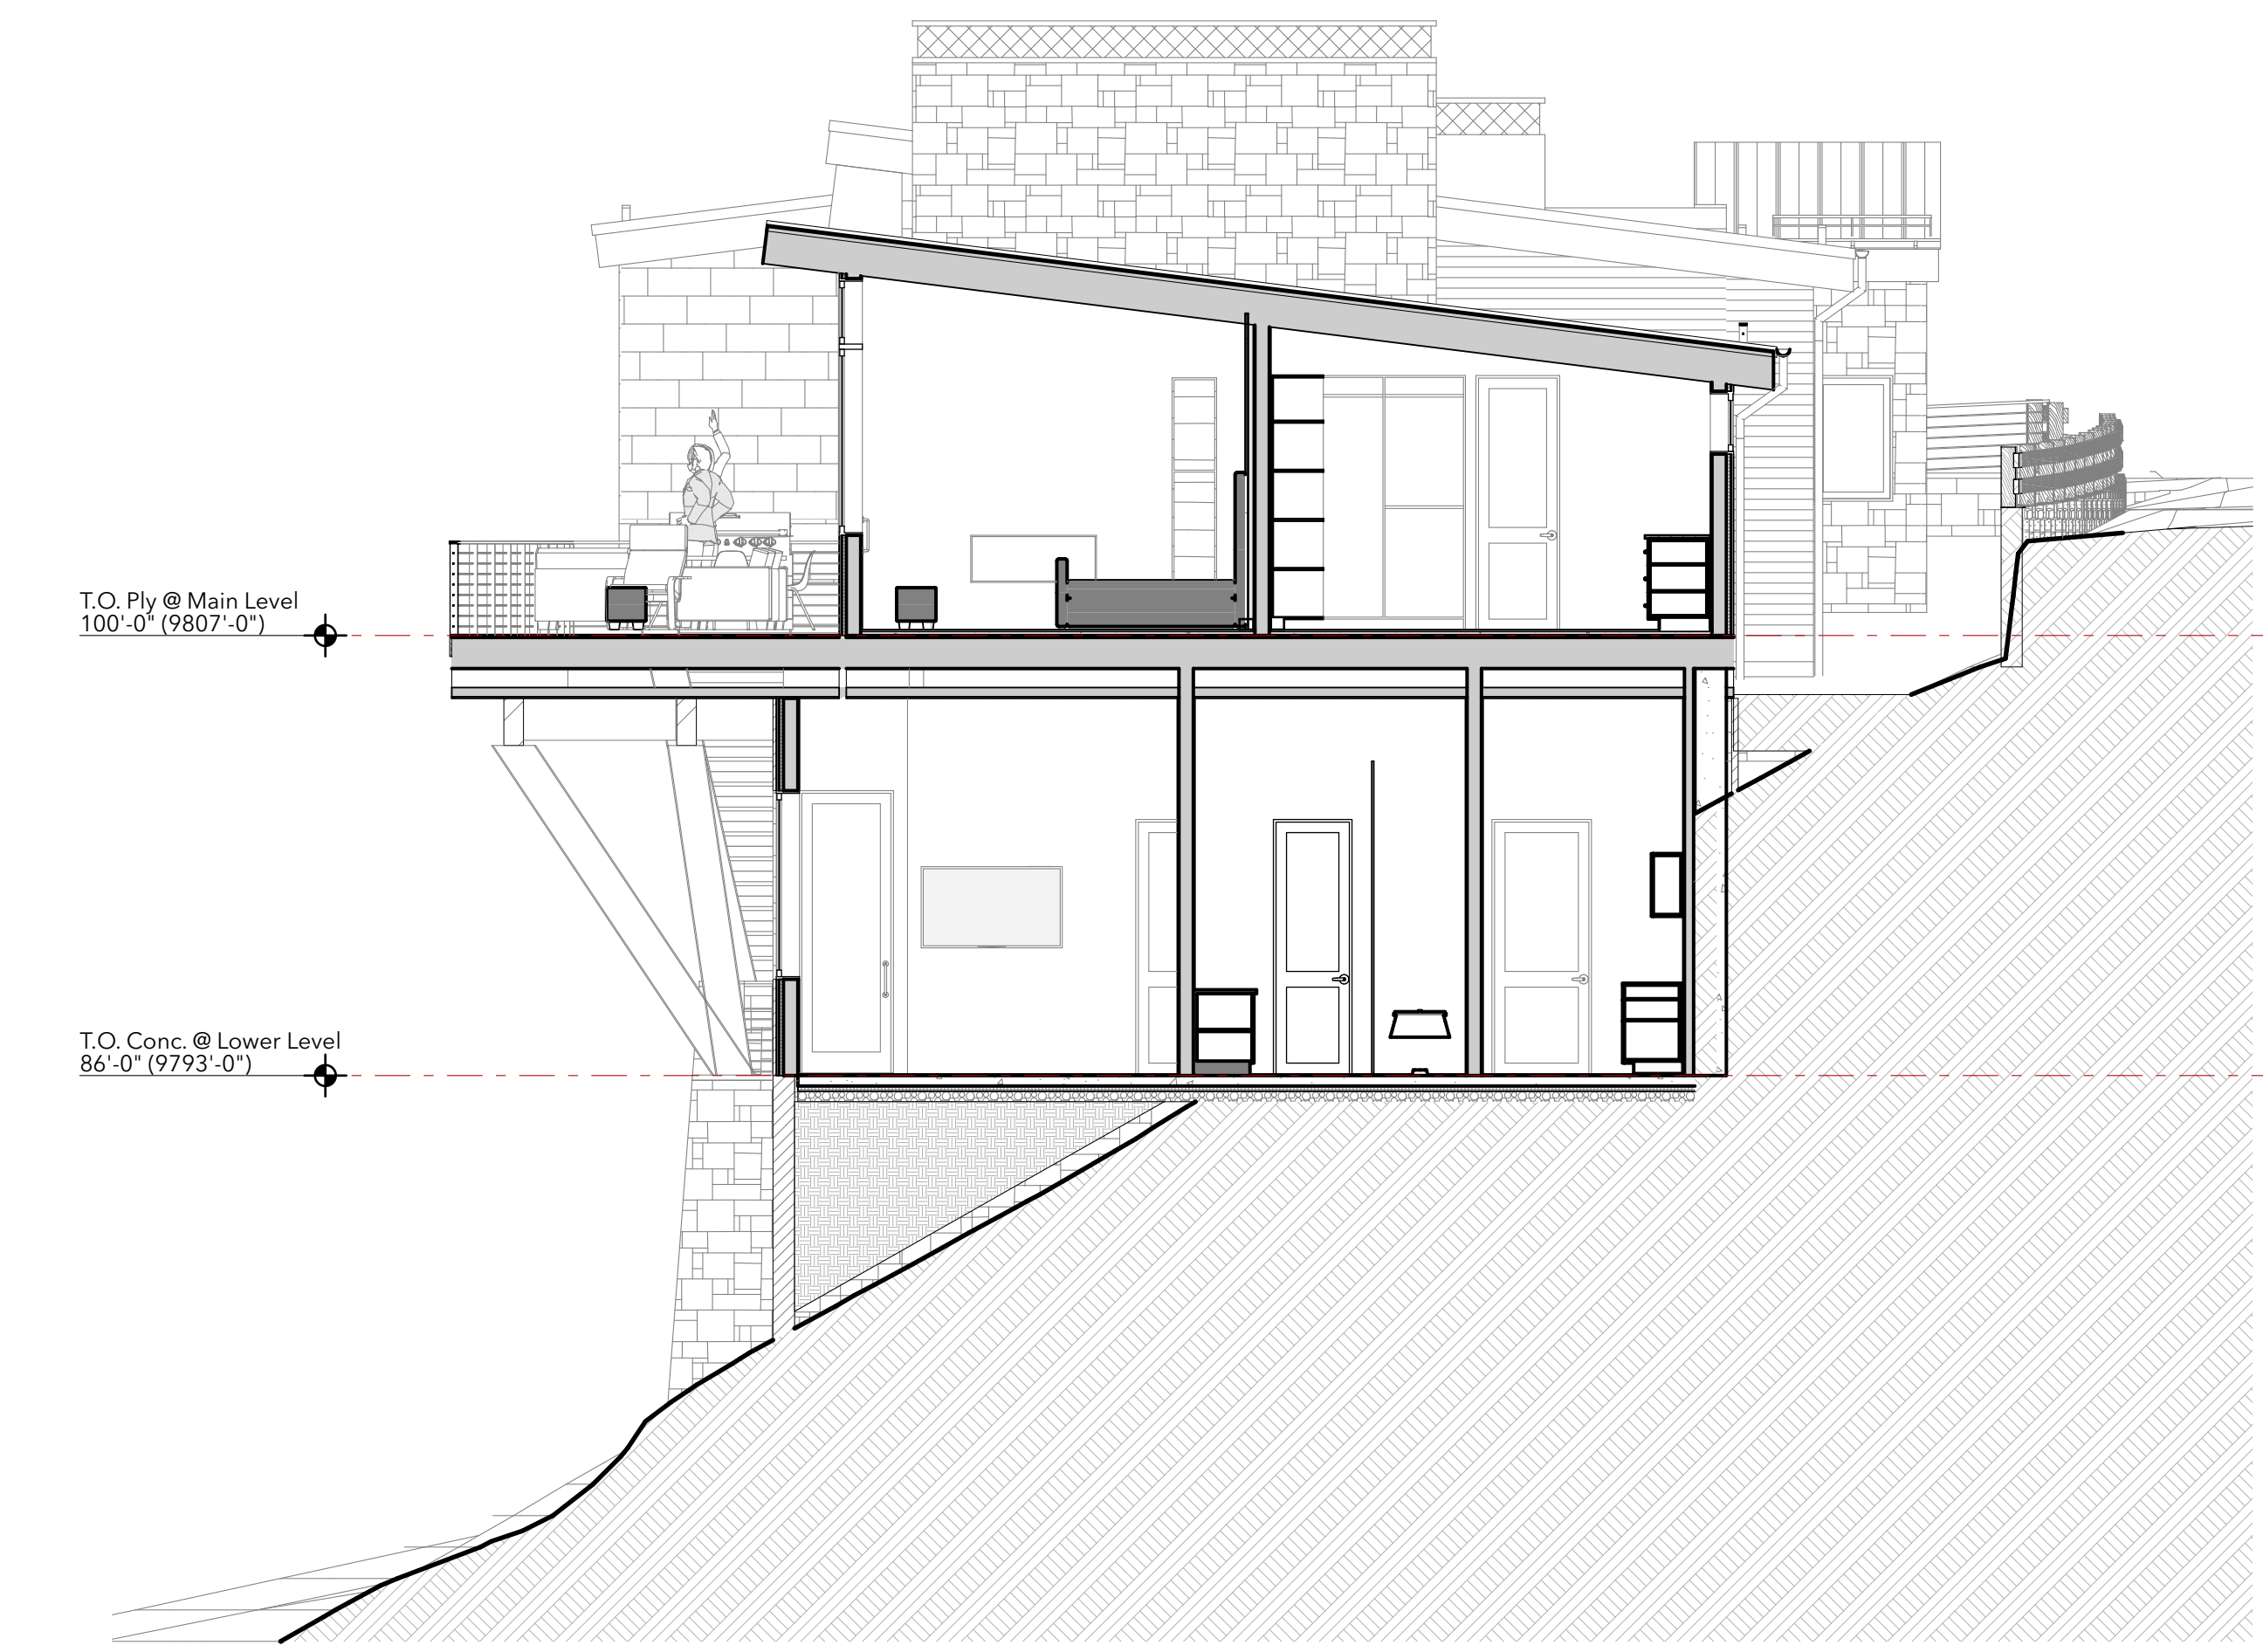 T.O. Ply @ Main Level
100'-0" (9807'-0")
T.O. Conc. @ Lower Level
86'-0" (9793'-0")